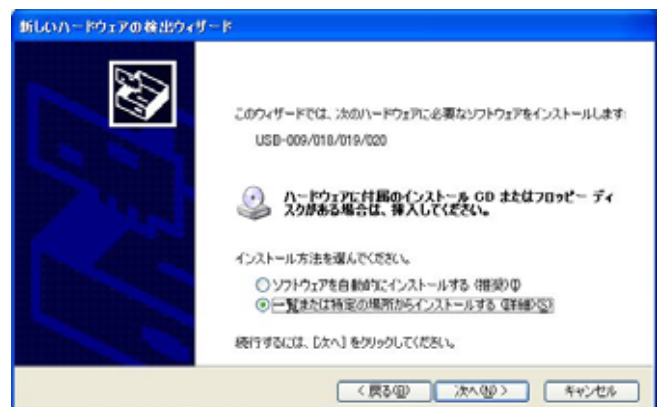 新しいハードウェアの検出ウィザード
このウィザードでは、次のハードウェアに必要なソフトウェアをインストールします:
USB-009/018/019/020
ハードウェアに付属のインストール CD またはフロッピー ディ
スクがある場合は、挿入してください。
インストール方法を選んでください。
ソフトウェアを自動的にインストールする (推奨)(I)
一覧または特定の場所からインストールする (詳細)(S)
続行するには、[次へ] をクリックしてください。
< 戻る(B)
次へ(N) >
キャンセル